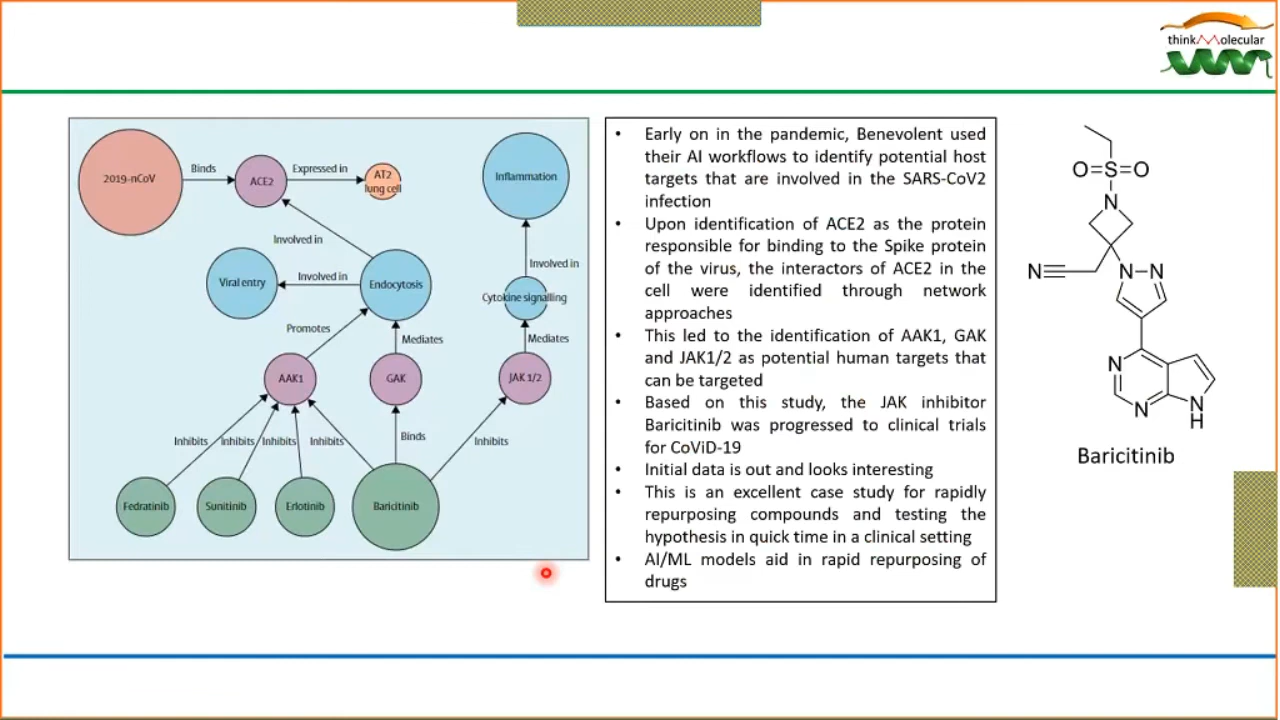 thinkMolecular
2019-nCoV
Binds
ACE2
Expressed in
AT2
lung cell
Inflammation
Involved in
Viral entry
Involved in
Endocytosis
Involved in
Cytokine signalling
Promotes
Mediates
Mediates
AAK1
GAK
JAK 1/2
Inhibits
Inhibits
Inhibits
Inhibits
Binds
Inhibits
Fedratinib
Sunitinib
Erlotinib
Baricitinib
• Early on in the pandemic, Benevolent used
their AI workflows to identify potential host
targets that are involved in the SARS-CoV2
infection
• Upon identification of ACE2 as the protein
responsible for binding to the Spike protein
of the virus, the interactors of ACE2 in the
cell were identified through network
approaches
• This led to the identification of AAK1, GAK
and JAK1/2 as potential human targets that
can be targeted
• Based on this study, the JAK inhibitor
Baricitinib was progressed to clinical trials
for CoViD-19
• Initial data is out and looks interesting
• This is an excellent case study for rapidly
repurposing compounds and testing the
hypothesis in quick time in a clinical setting
• AI/ML models aid in rapid repurposing of
drugs
O=S=O
N
N
N-N
N
N
N
H
Baricitinib